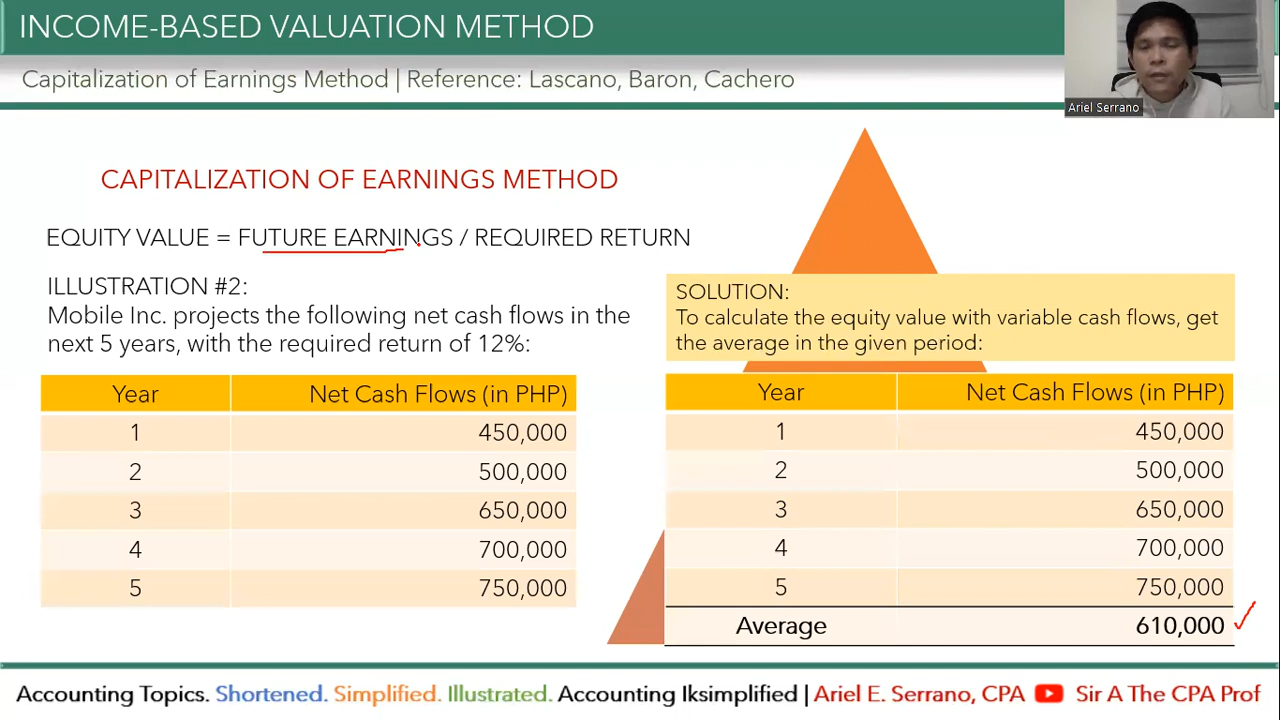 INCOME-BASED VALUATION METHOD
Capitalization of Earnings Method | Reference: Lascano, Baron, Cachero
Ariel Serrano
CAPITALIZATION OF EARNINGS METHOD
EQUITY VALUE = FUTURE EARNINGS / REQUIRED RETURN
ILLUSTRATION #2:
Mobile Inc. projects the following net cash flows in the
next 5 years, with the required return of 12%:
Year Net Cash Flows (in PHP)
1 450,000
2 500,000
3 650,000
4 700,000
5 750,000
SOLUTION:
To calculate the equity value with variable cash flows, get
the average in the given period:
Year Net Cash Flows (in PHP)
1 450,000
2 500,000
3 650,000
4 700,000
5 750,000
Average 610,000
Accounting Topics. Shortened. Simplified. Illustrated. Accounting Iksimplified | Ariel E. Serrano, CPA Sir A The CPA Prof